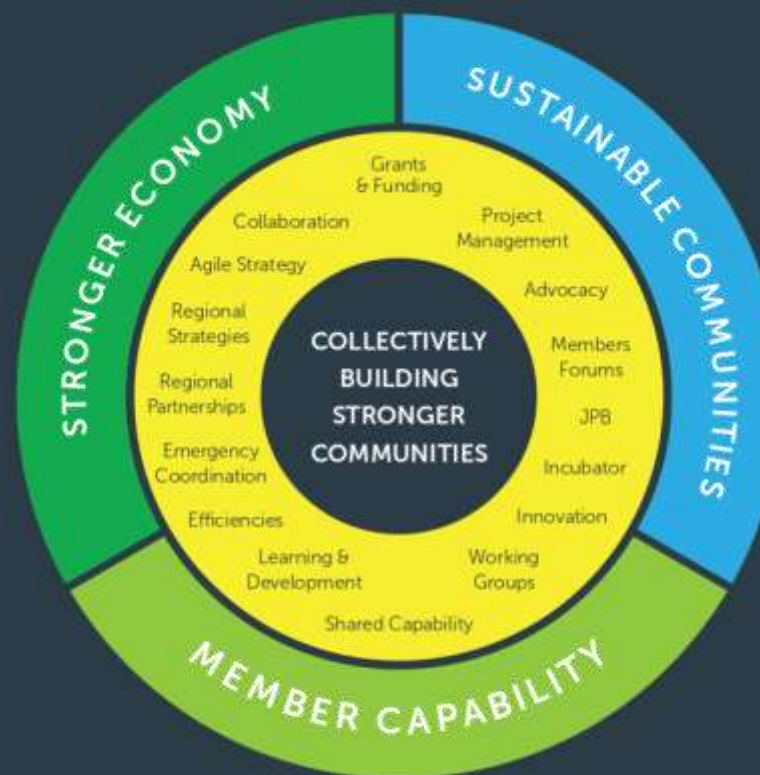 STRONGER ECONOMY
SUSTAINABLE COMMUNITIES
MEMBER CAPABILITY
Grants
& Funding
Project
Management
Advocacy
Members
Forums
JPB
Incubator
Innovation
Working
Groups
Shared Capability
Learning &
Development
Efficiencies
Emergency
Coordination
Regional
Partnerships
Regional
Strategies
Agile Strategy
Collaboration
COLLECTIVELY
BUILDING
STRONGER
COMMUNITIES